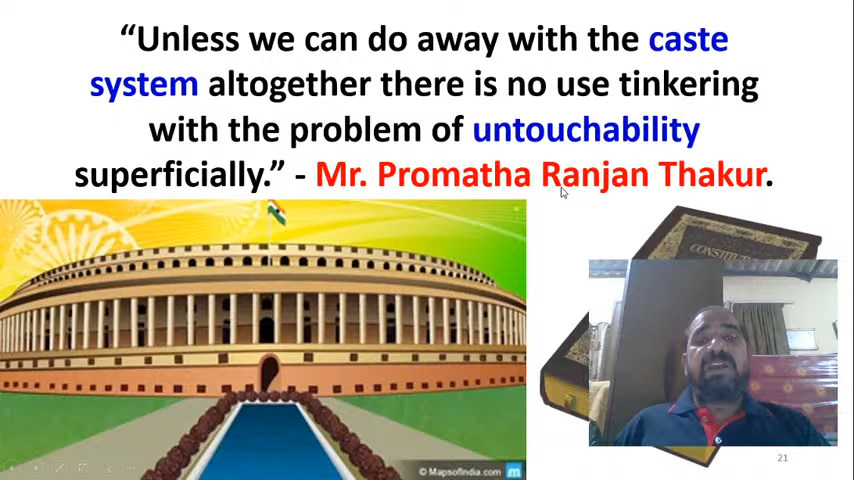 “Unless we can do away with the caste
system altogether there is no use tinkering
with the problem of untouchability
superficially.” - Mr. Promatha Ranjan Thakur.
© MapsofIndia.com m
21